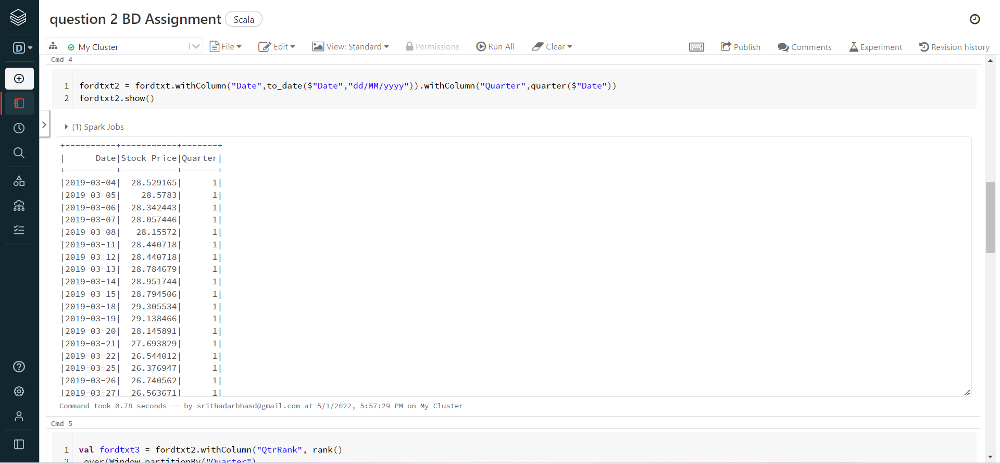 question 2 BD Assignment Scala
D My Cluster File Edit View: Standard Permissions Run All Clear Publish Comments Experiment Revision history
Cmd 4
1 fordtxt2 = fordtxt.withColumn("Date",to_date($"Date","dd/MM/yyyy")).withColumn("Quarter",quarter($"Date"))
2 fordtxt2.show()
(1) Spark Jobs
+----------+-----------+-------+
|      Date|Stock Price|Quarter|
+----------+-----------+-------+
|2019-03-04|  28.529165|      1|
|2019-03-05|    28.5783|      1|
|2019-03-06|  28.342443|      1|
|2019-03-07|  28.057446|      1|
|2019-03-08|   28.15572|      1|
|2019-03-11|  28.440718|      1|
|2019-03-12|  28.440718|      1|
|2019-03-13|  28.784679|      1|
|2019-03-14|  28.951744|      1|
|2019-03-15|  28.794506|      1|
|2019-03-18|  29.305534|      1|
|2019-03-19|  29.138466|      1|
|2019-03-20|  28.145891|      1|
|2019-03-21|  27.693829|      1|
|2019-03-22|  26.544012|      1|
|2019-03-25|  26.376947|      1|
|2019-03-26|  26.740562|      1|
|2019-03-27|  26.563671|      1|
Command took 0.78 seconds -- by srithadarbhasd@gmail.com at 5/1/2022, 5:57:29 PM on My Cluster
Cmd 5
1 val fordtxt3 = fordtxt2.withColumn("QtrRank", rank()
2 .over(Window.partitionBy("Quarter")